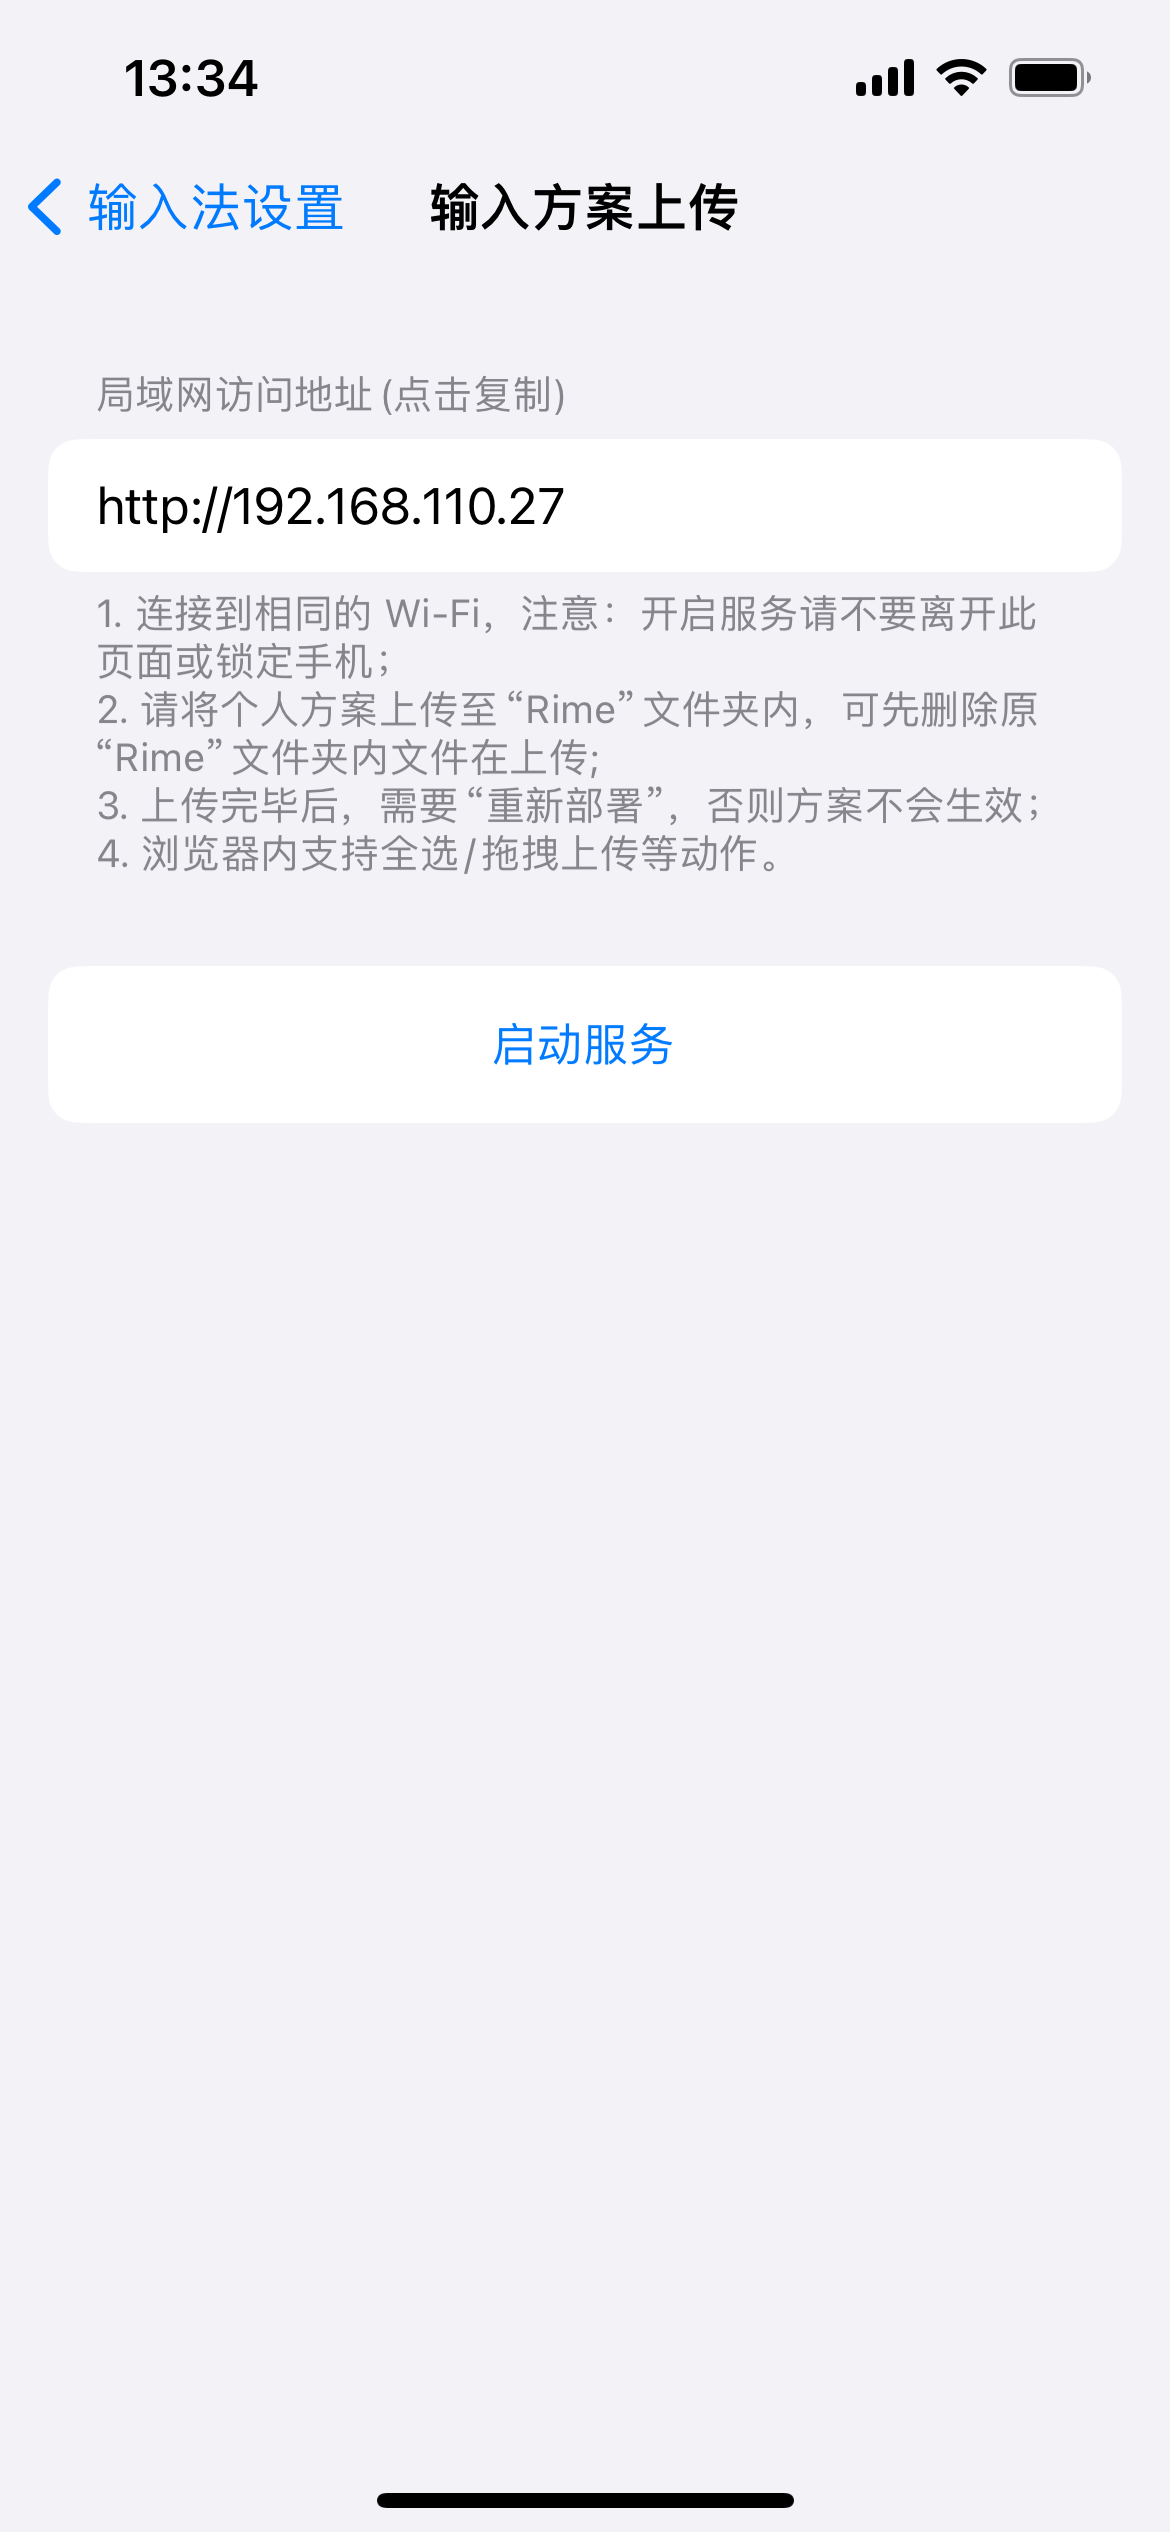 13:34
输入法设置
输入方案上传
局域网访问地址 (点击复制)
http://192.168.110.27
1. 连接到相同的 Wi-Fi，注意：开启服务请不要离开此
页面或锁定手机；
2. 请将个人方案上传至 “Rime” 文件夹内，可先删除原
“Rime” 文件夹内文件在上传;
3. 上传完毕后，需要 “重新部署”，否则方案不会生效；
4. 浏览器内支持全选/拖拽上传等动作。
启动服务